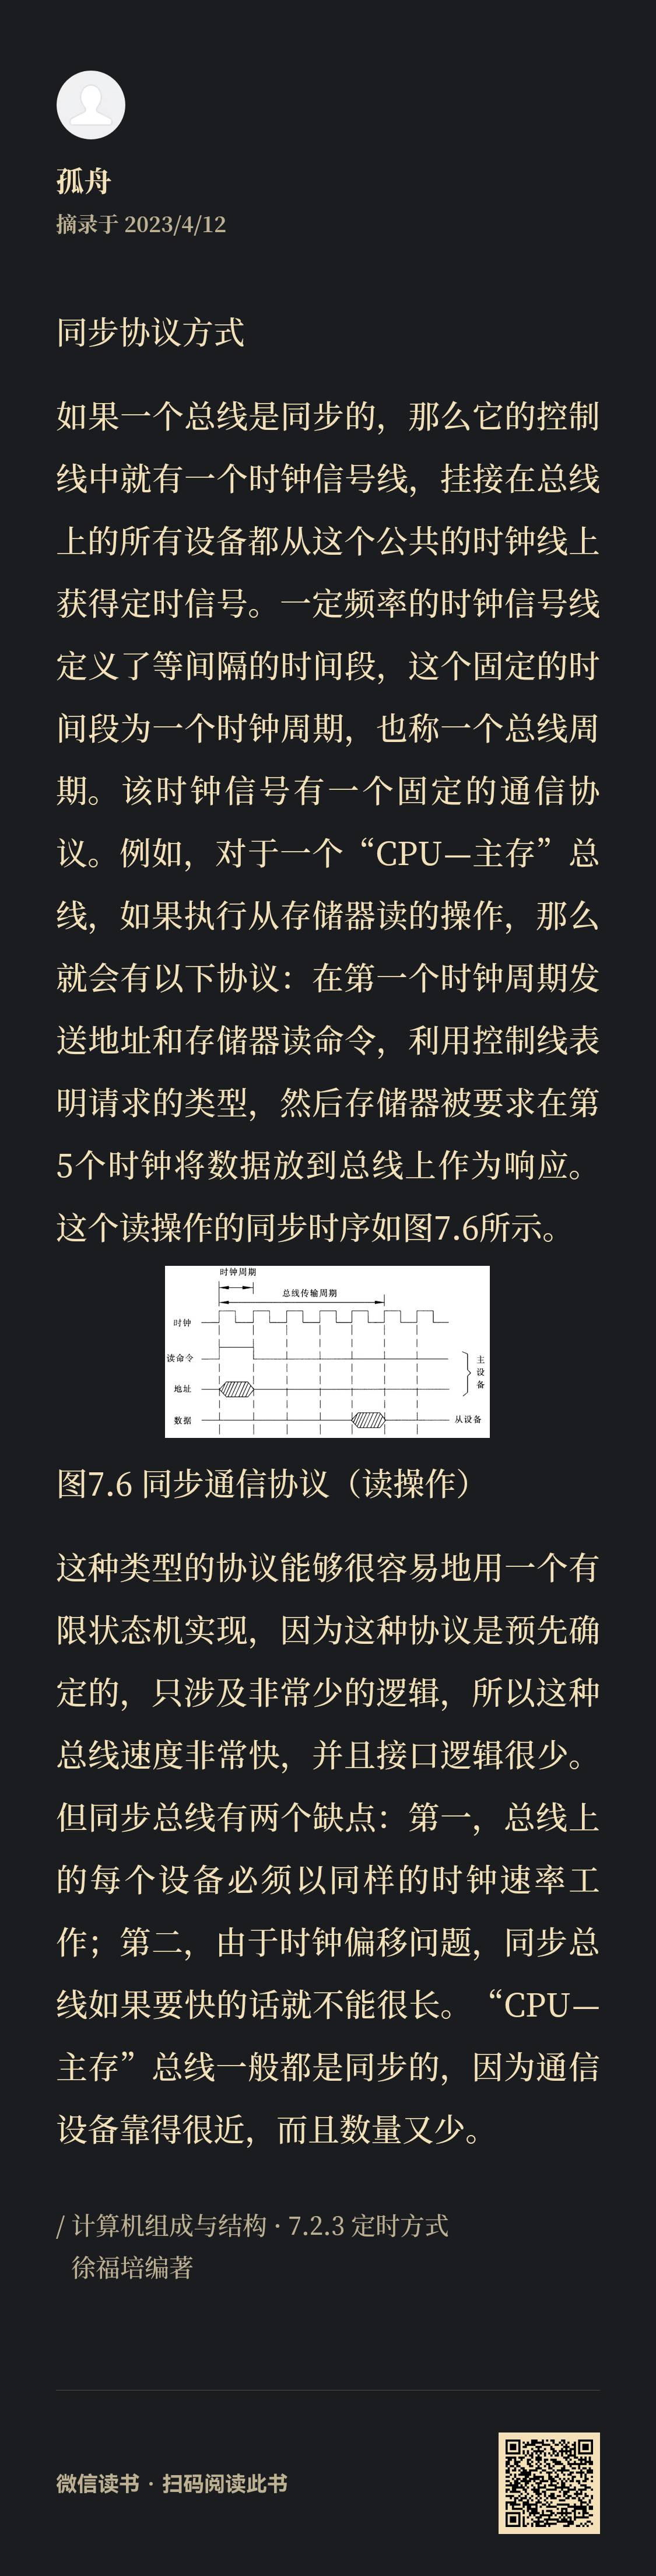 孤舟
摘录于 2023/4/12
同步协议方式
如果一个总线是同步的，那么它的控制
线中就有一个时钟信号线，挂接在总线
上的所有设备都从这个公共的时钟线上
获得定时信号。一定频率的时钟信号线
定义了等间隔的时间段，这个固定的时
间段为一个时钟周期，也称一个总线周
期。该时钟信号有一个固定的通信协
议。例如，对于一个“CPU—主存”总
线，如果执行从存储器读的操作，那么
就会有以下协议：在第一个时钟周期发
送地址和存储器读命令，利用控制线表
明请求的类型，然后存储器被要求在第
5个时钟将数据放到总线上作为响应。
这个读操作的同步时序如图7.6所示。
时钟周期
总线传输周期
时钟
读命令
地址
主设备
数据
从设备
图7.6 同步通信协议（读操作）
这种类型的协议能够很容易地用一个有
限状态机实现，因为这种协议是预先确
定的，只涉及非常少的逻辑，所以这种
总线速度非常快，并且接口逻辑很少。
但同步总线有两个缺点：第一，总线上
的每个设备必须以同样的时钟速率工
作；第二，由于时钟偏移问题，同步总
线如果要快的话就不能很长。“CPU—
主存”总线一般都是同步的，因为通信
设备靠得很近，而且数量又少。
/ 计算机组成与结构 · 7.2.3 定时方式
徐福培编著
微信读书 · 扫码阅读此书